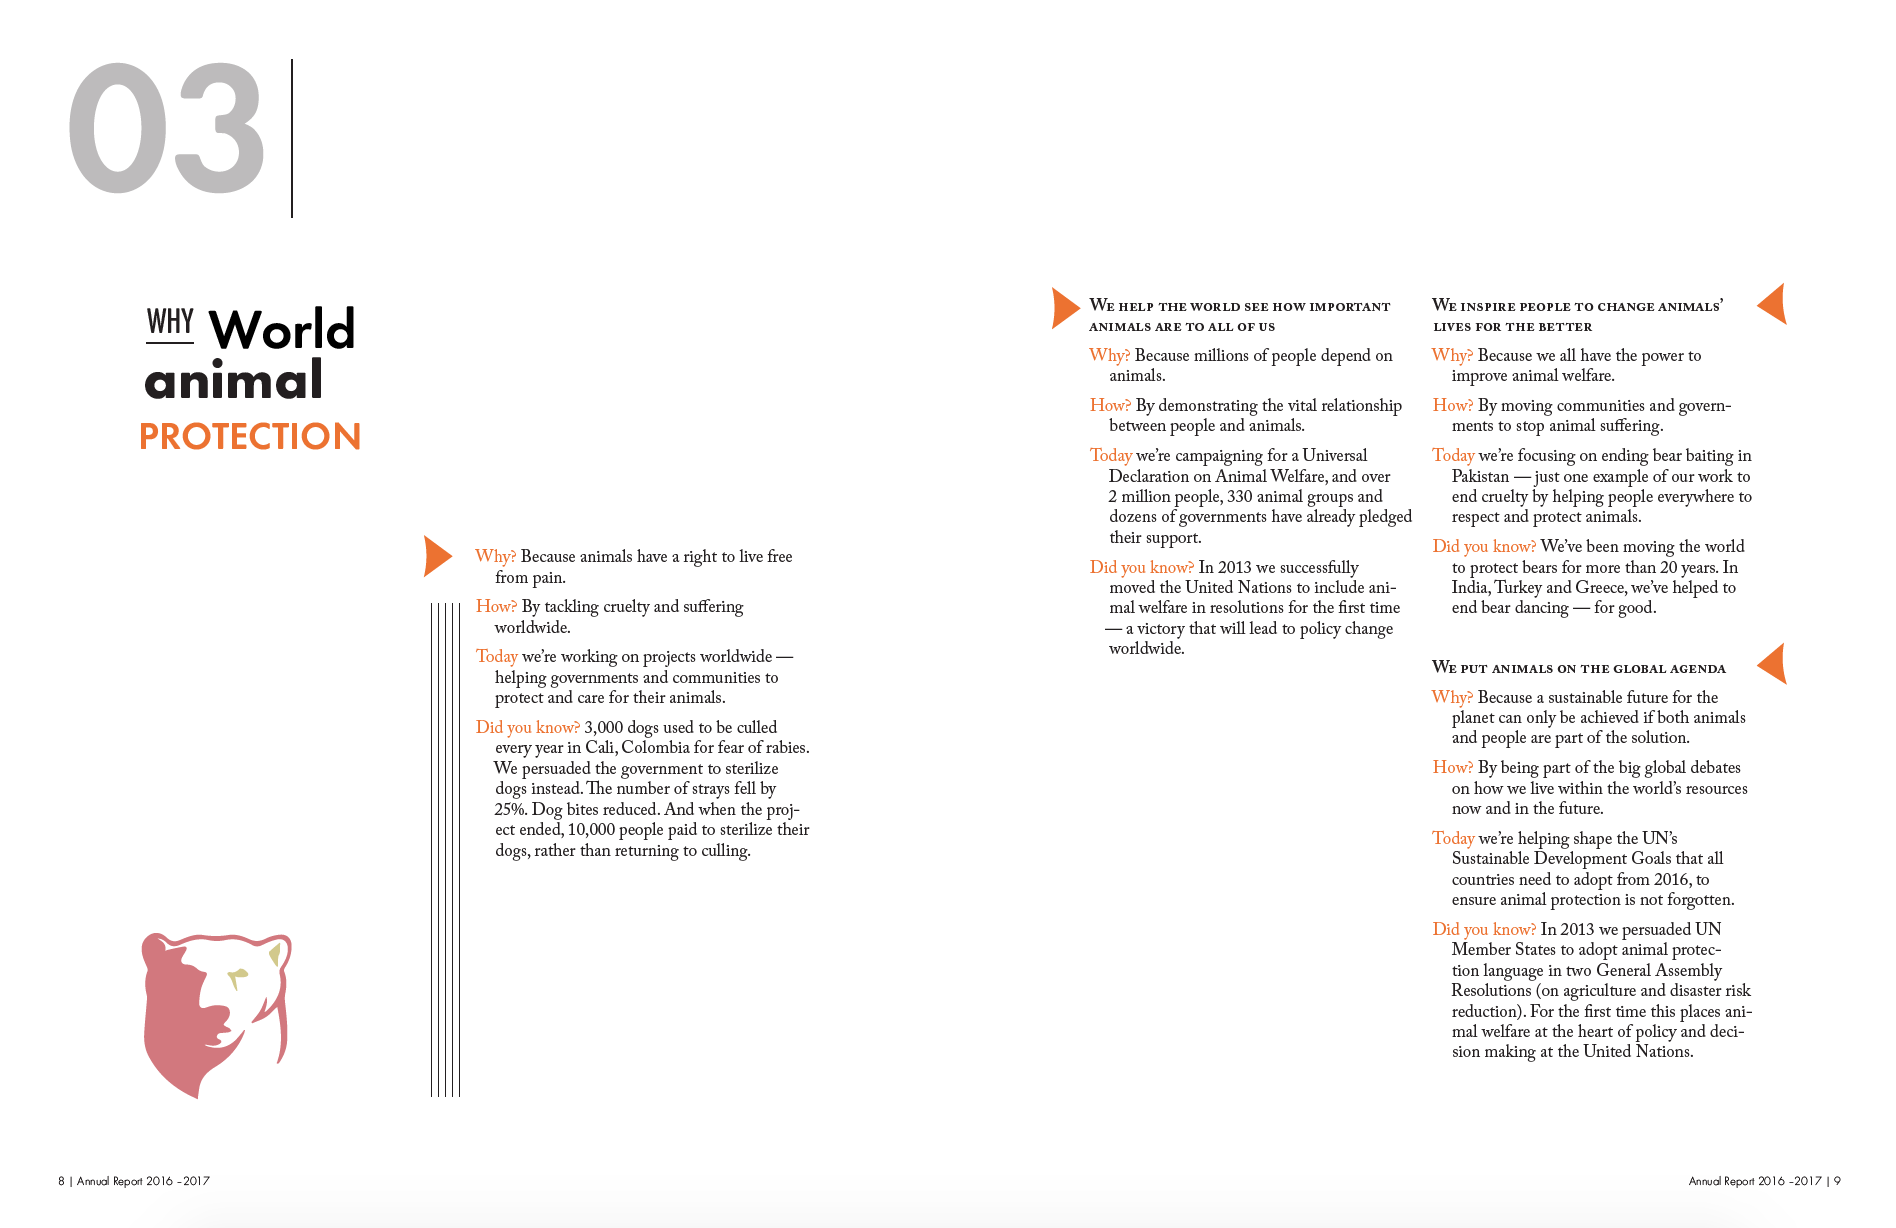 03
WHY World
animal
PROTECTION
Why? Because animals have a right to live free
from pain.
How? By tackling cruelty and suffering
worldwide.
Today we’re working on projects worldwide —
helping governments and communities to
protect and care for their animals.
Did you know? 3,000 dogs used to be culled
every year in Cali, Colombia for fear of rabies.
We persuaded the government to sterilize
dogs instead. The number of strays fell by
25%. Dog bites reduced. And when the proj-
ect ended, 10,000 people paid to sterilize their
dogs, rather than returning to culling.
We help the world see how important
animals are to all of us
Why? Because millions of people depend on
animals.
How? By demonstrating the vital relationship
between people and animals.
Today we’re campaigning for a Universal
Declaration on Animal Welfare, and over
2 million people, 330 animal groups and
dozens of governments have already pledged
their support.
Did you know? In 2013 we successfully
moved the United Nations to include ani-
mal welfare in resolutions for the first time
— a victory that will lead to policy change
worldwide.
We inspire people to change animals’
lives for the better
Why? Because we all have the power to
improve animal welfare.
How? By moving communities and govern-
ments to stop animal suffering.
Today we’re focusing on ending bear baiting in
Pakistan — just one example of our work to
end cruelty by helping people everywhere to
respect and protect animals.
Did you know? We’ve been moving the world
to protect bears for more than 20 years. In
India, Turkey and Greece, we’ve helped to
end bear dancing — for good.
We put animals on the global agenda
Why? Because a sustainable future for the
planet can only be achieved if both animals
and people are part of the solution.
How? By being part of the big global debates
on how we live within the world’s resources
now and in the future.
Today we’re helping shape the UN’s
Sustainable Development Goals that all
countries need to adopt from 2016, to
ensure animal protection is not forgotten.
Did you know? In 2013 we persuaded UN
Member States to adopt animal protec-
tion language in two General Assembly
Resolutions (on agriculture and disaster risk
reduction). For the first time this places ani-
mal welfare at the heart of policy and deci-
sion making at the United Nations.
8 | Annual Report 2016 –2017
Annual Report 2016 –2017 | 9